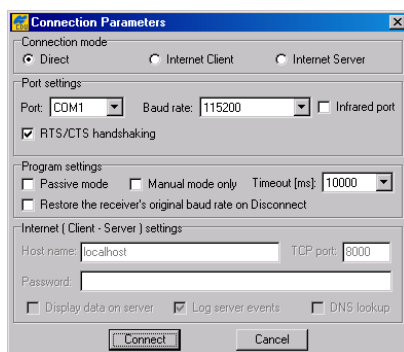 Connection Parameters
Connection mode
Direct Internet Client Internet Server
Port settings
Port: COM1 Baud rate: 115200 Infrared port
RTS/CTS handshaking
Program settings
Passive mode Manual mode only Timeout [ms]: 10000
Restore the receiver's original baud rate on Disconnect
Internet ( Client - Server ) settings
Host name: localhost TCP port: 8000
Password:
Display data on server Log server events DNS lookup
Connect Cancel